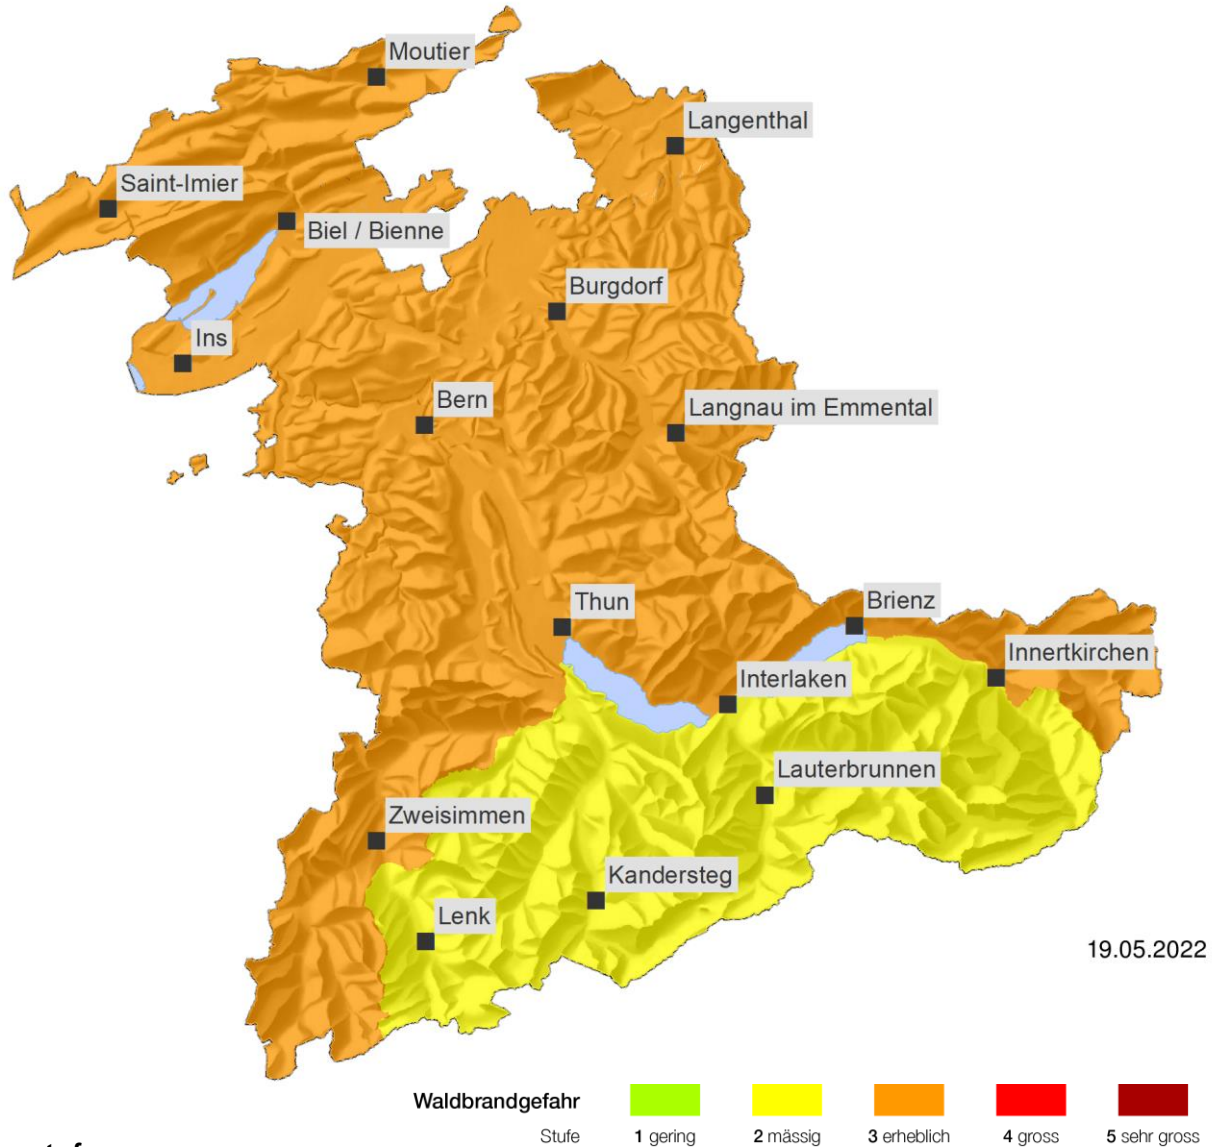 Moutier
Langenthal
Saint-Imier
Biel / Bienne
Burgdorf
Ins
Bern
Langnau im Emmental
Thun
Brienz
Innertkirchen
Interlaken
Lauterbrunnen
Zweisimmen
Kandersteg
Lenk
19.05.2022
Waldbrandgefahr
Stufe 1 gering 2 mässig 3 erheblich 4 gross 5 sehr gross